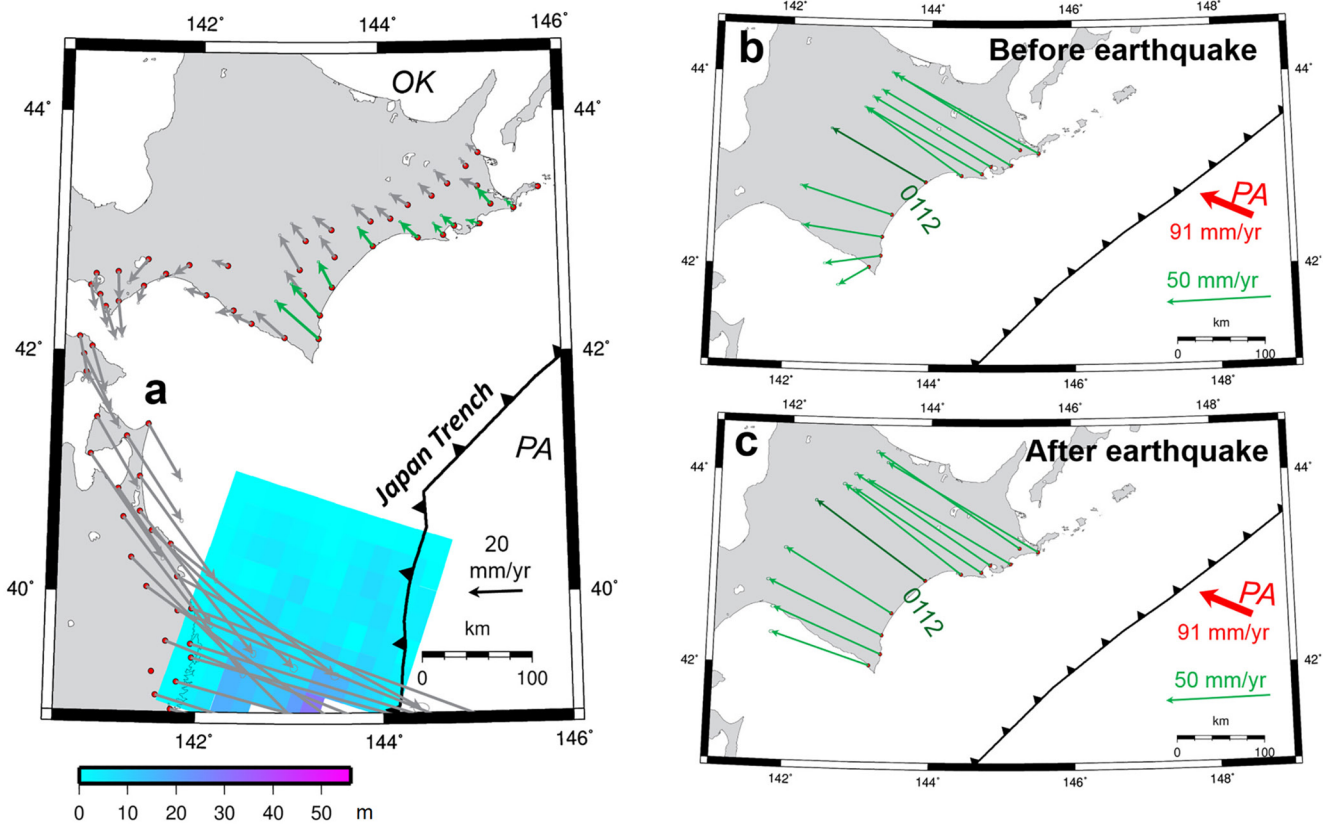 142° 144° 146°
44° OK
a
42° 42°
Japan Trench
PA
20
mm/yr
40° 40°
km
0 100
142° 144° 146°
0 10 20 30 40 50 m
142° 144° 146° 148°
b Before earthquake
44° 44°
0112
PA
91 mm/yr
50 mm/yr
42° 42°
km
0 100
142° 144° 146° 148°
142° 144° 146° 148°
c After earthquake
44° 44°
0112
PA
91 mm/yr
50 mm/yr
42° 42°
km
0 100
142° 144° 146° 148°